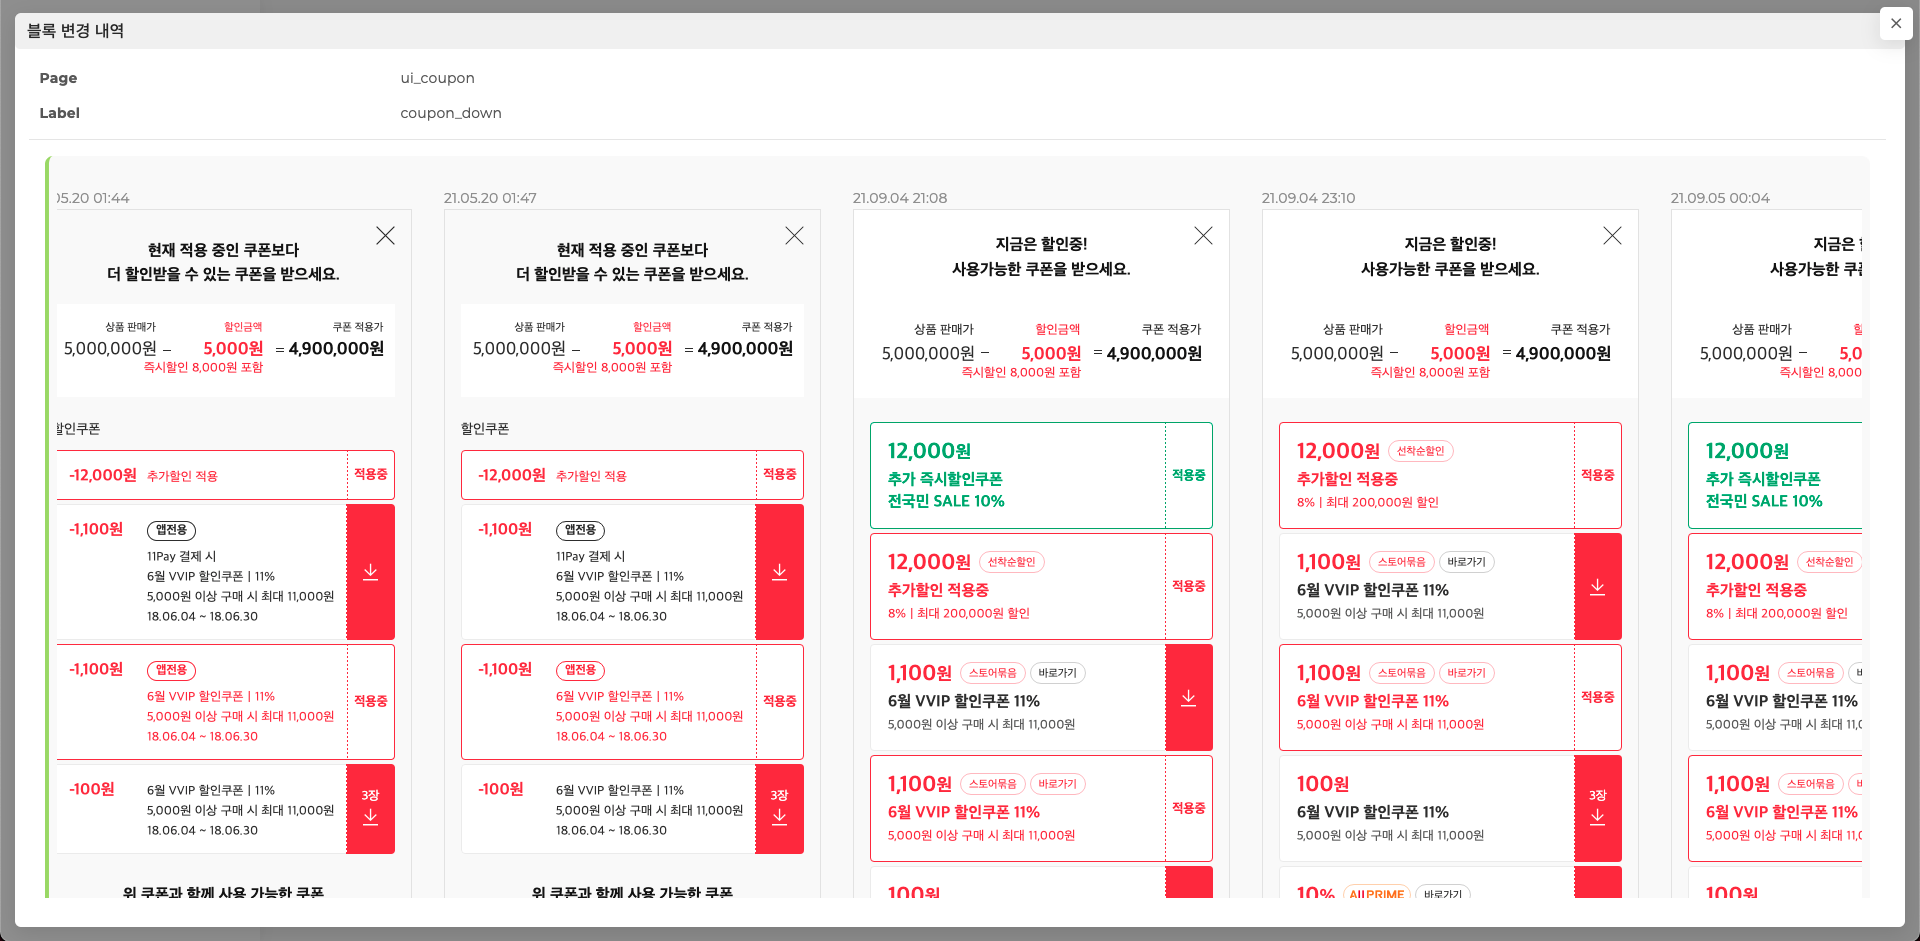 블록 변경 내역
Page
ui_coupon
Label
coupon_down
05.20 01:44
현재 적용 중인 쿠폰보다
더 할인받을 수 있는 쿠폰을 받으세요.
상품 판매가 할인금액 쿠폰 적용가
5,000,000원 − 5,000원 = 4,900,000원
즉시할인 8,000원 포함
할인쿠폰
-12,000원 추가할인 적용 적용중
-1,100원 앱전용
11Pay 결제 시
6월 VVIP 할인쿠폰 | 11%
5,000원 이상 구매 시 최대 11,000원
18.06.04 ~ 18.06.30
-1,100원 앱전용
6월 VVIP 할인쿠폰 | 11%
5,000원 이상 구매 시 최대 11,000원
18.06.04 ~ 18.06.30
적용중
-100원 6월 VVIP 할인쿠폰 | 11%
5,000원 이상 구매 시 최대 11,000원
18.06.04 ~ 18.06.30
3장
위 쿠폰과 함께 사용 가능한 쿠폰
21.05.20 01:47
현재 적용 중인 쿠폰보다
더 할인받을 수 있는 쿠폰을 받으세요.
상품 판매가 할인금액 쿠폰 적용가
5,000,000원 − 5,000원 = 4,900,000원
즉시할인 8,000원 포함
할인쿠폰
-12,000원 추가할인 적용 적용중
-1,100원 앱전용
11Pay 결제 시
6월 VVIP 할인쿠폰 | 11%
5,000원 이상 구매 시 최대 11,000원
18.06.04 ~ 18.06.30
-1,100원 앱전용
6월 VVIP 할인쿠폰 | 11%
5,000원 이상 구매 시 최대 11,000원
18.06.04 ~ 18.06.30
적용중
-100원 6월 VVIP 할인쿠폰 | 11%
5,000원 이상 구매 시 최대 11,000원
18.06.04 ~ 18.06.30
3장
위 쿠폰과 함께 사용 가능한 쿠폰
21.09.04 21:08
지금은 할인중!
사용가능한 쿠폰을 받으세요.
상품 판매가 할인금액 쿠폰 적용가
5,000,000원 − 5,000원 = 4,900,000원
즉시할인 8,000원 포함
12,000원
추가 즉시할인쿠폰
전국민 SALE 10%
적용중
12,000원 선착순할인
추가할인 적용중
8% | 최대 200,000원 할인
적용중
1,100원 스토어묶음 바로가기
6월 VVIP 할인쿠폰 11%
5,000원 이상 구매 시 최대 11,000원
1,100원 스토어묶음 바로가기
6월 VVIP 할인쿠폰 11%
5,000원 이상 구매 시 최대 11,000원
적용중
100원
21.09.04 23:10
지금은 할인중!
사용가능한 쿠폰을 받으세요.
상품 판매가 할인금액 쿠폰 적용가
5,000,000원 − 5,000원 = 4,900,000원
즉시할인 8,000원 포함
12,000원 선착순할인
추가할인 적용중
8% | 최대 200,000원 할인
적용중
1,100원 스토어묶음 바로가기
6월 VVIP 할인쿠폰 11%
5,000원 이상 구매 시 최대 11,000원
1,100원 스토어묶음 바로가기
6월 VVIP 할인쿠폰 11%
5,000원 이상 구매 시 최대 11,000원
적용중
100원
6월 VVIP 할인쿠폰 11%
5,000원 이상 구매 시 최대 11,000원
3장
10% All PRIME 바로가기
21.09.05 00:04
지금은
사용가능한 쿠폰
상품 판매가
5,000,000원 − 5,0
즉시할인 8,000
12,000원
추가 즉시할인쿠폰
전국민 SALE 10%
12,000원 선착순할인
추가할인 적용중
8% | 최대 200,000원 할인
1,100원 스토어묶음
6월 VVIP 할인쿠폰 11%
5,000원 이상 구매 시 최대 11,0
1,100원 스토어묶음
6월 VVIP 할인쿠폰 11%
5,000원 이상 구매 시 최대 11,0
100원